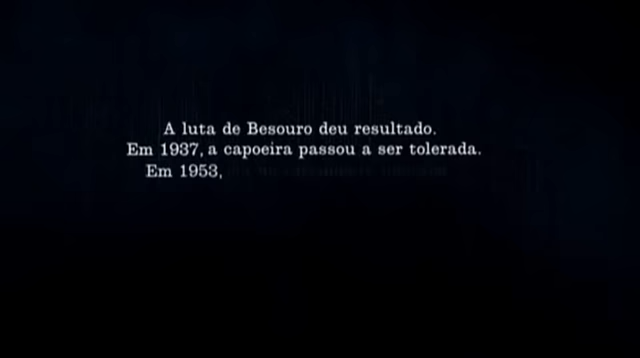 A luta de Besouro deu resultado.
Em 1937, a capoeira passou a ser tolerada.
Em 1953,